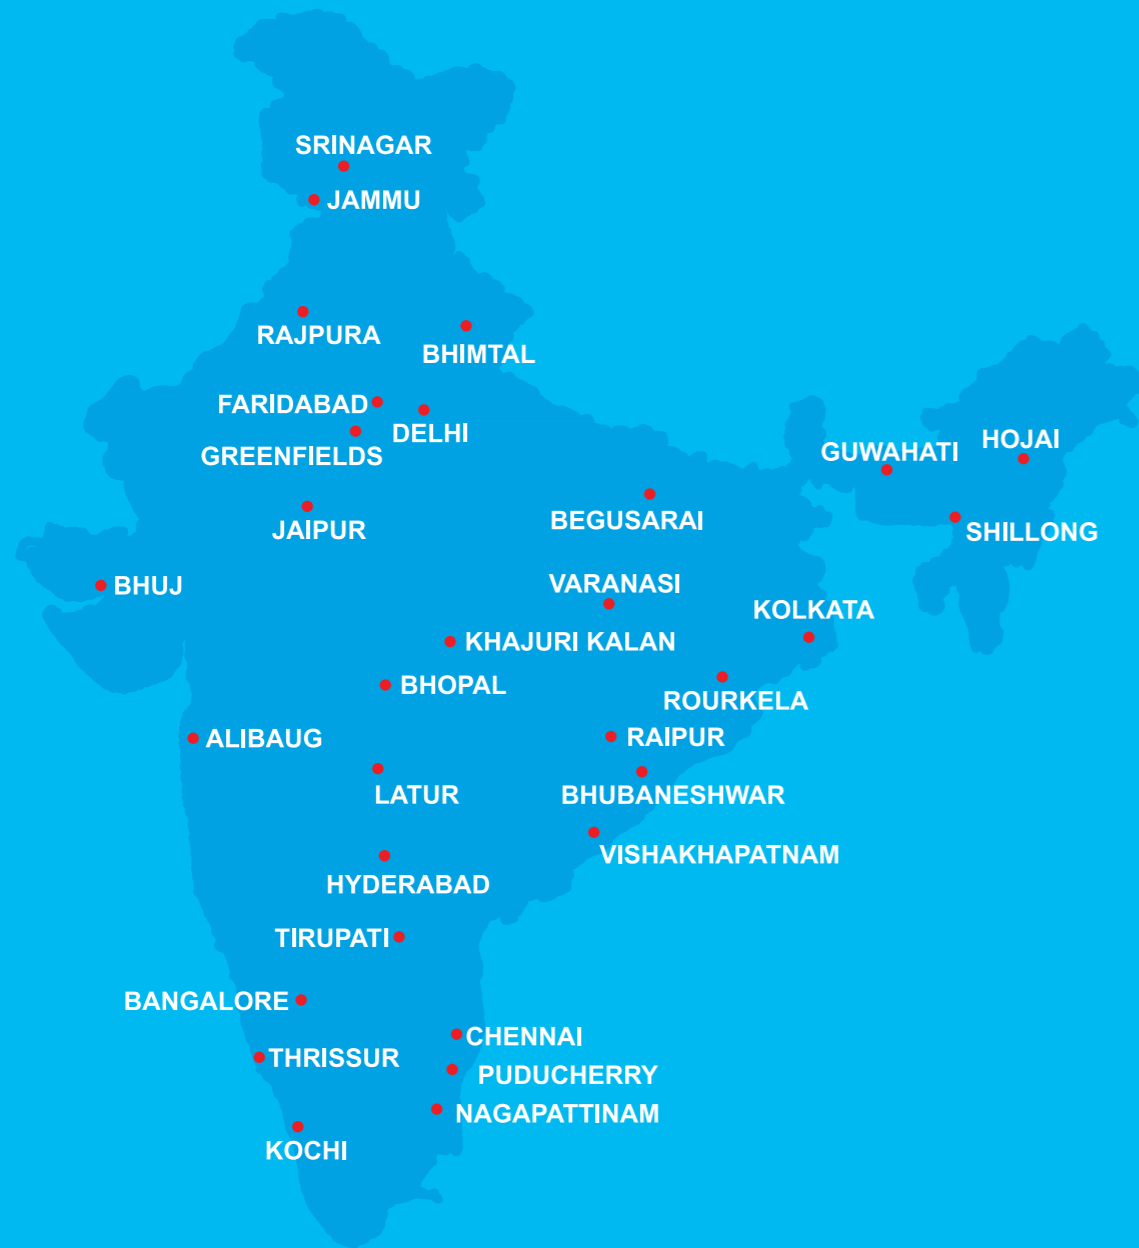 SRINAGAR
JAMMU
RAJPURA
BHIMTAL
FARIDABAD
DELHI
GREENFIELDS
HOJAI
GUWAHATI
BEGUSARAI
JAIPUR
SHILLONG
VARANASI
BHUJ
KOLKATA
KHAJURI KALAN
BHOPAL
ROURKELA
RAIPUR
ALIBAUG
LATUR
BHUBANESHWAR
VISHAKHAPATNAM
HYDERABAD
TIRUPATI
BANGALORE
CHENNAI
THRISSUR
PUDUCHERRY
NAGAPATTINAM
KOCHI